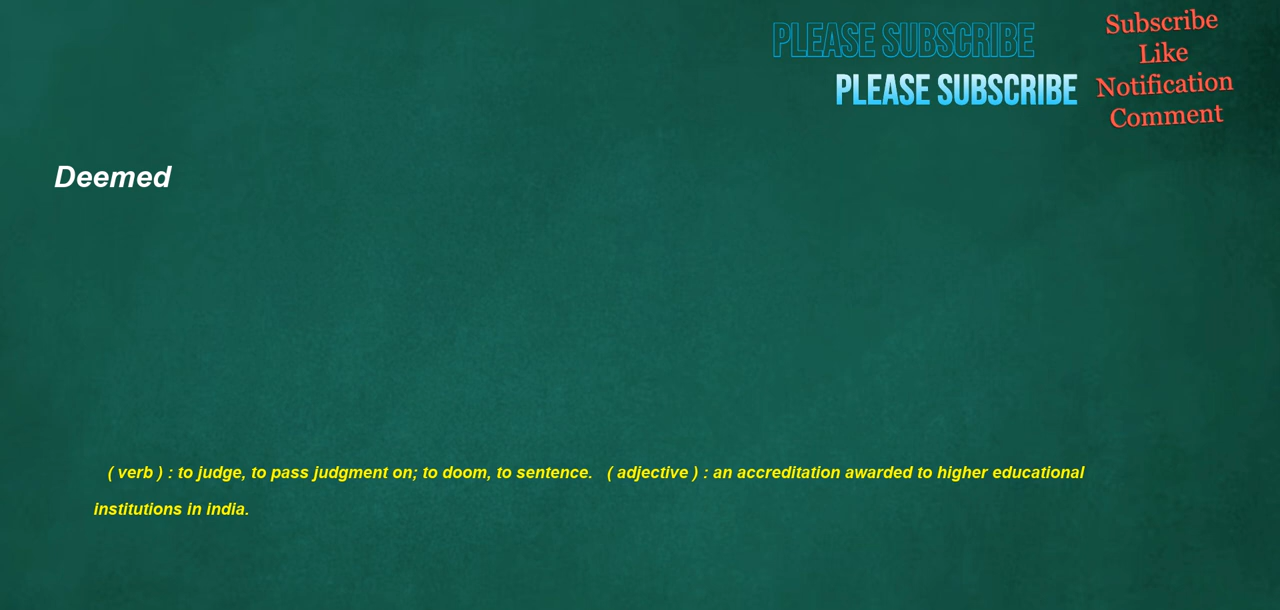 PLEASE SUBSCRIBE
PLEASE SUBSCRIBE
Subscribe
Like
Notification
Comment
Deemed
( verb ) : to judge, to pass judgment on; to doom, to sentence. ( adjective ) : an accreditation awarded to higher educational
institutions in india.